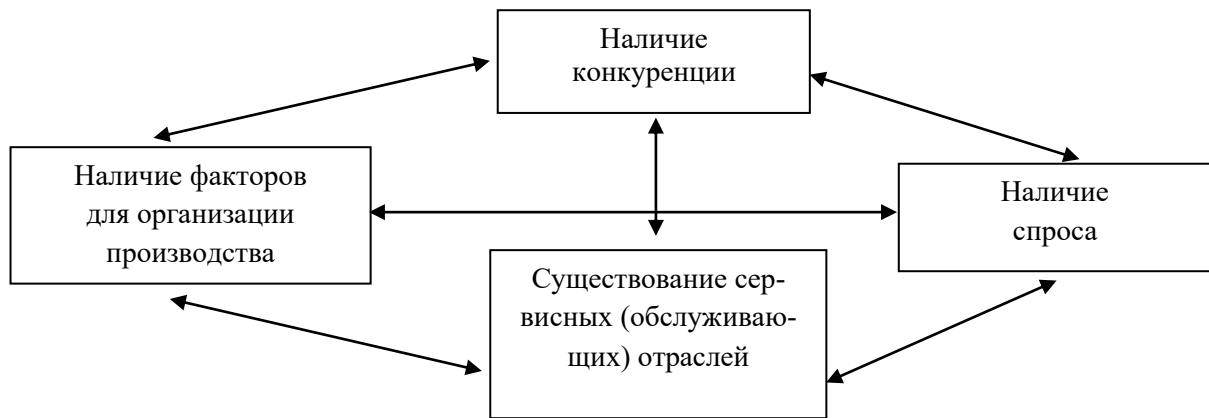 Наличие
конкуренции
Наличие факторов
для организации
производства
Наличие
спроса
Существование сер-
висных (обслуживаю-
щих) отраслей